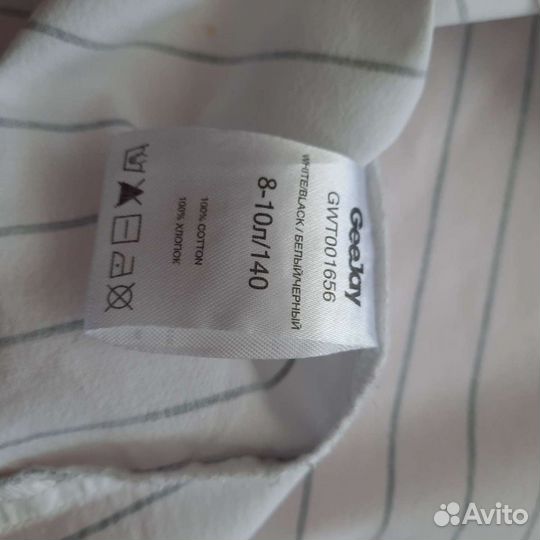 GeeJay
GWT001656
WHITE/BLACK / БЕЛЫЙ/ЧЕРНЫЙ
8-10л/140
100% COTTON
100% ХЛОПОК
Avito